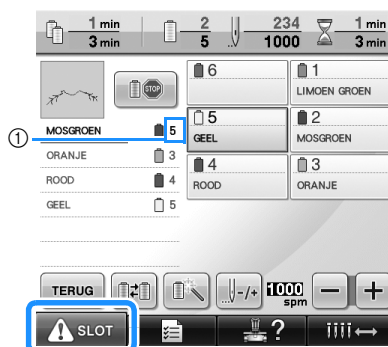 1 min
3 min
2
5
234
1000
1 min
3 min
STOP
6
1
LIMOEN GROEN
MOSGROEN 5
5
GEEL
2
MOSGROEN
ORANJE 3
ROOD 4
4
ROOD
3
ORANJE
GEEL 5
1
TERUG
-/+
1000
spm
− +
SLOT
?